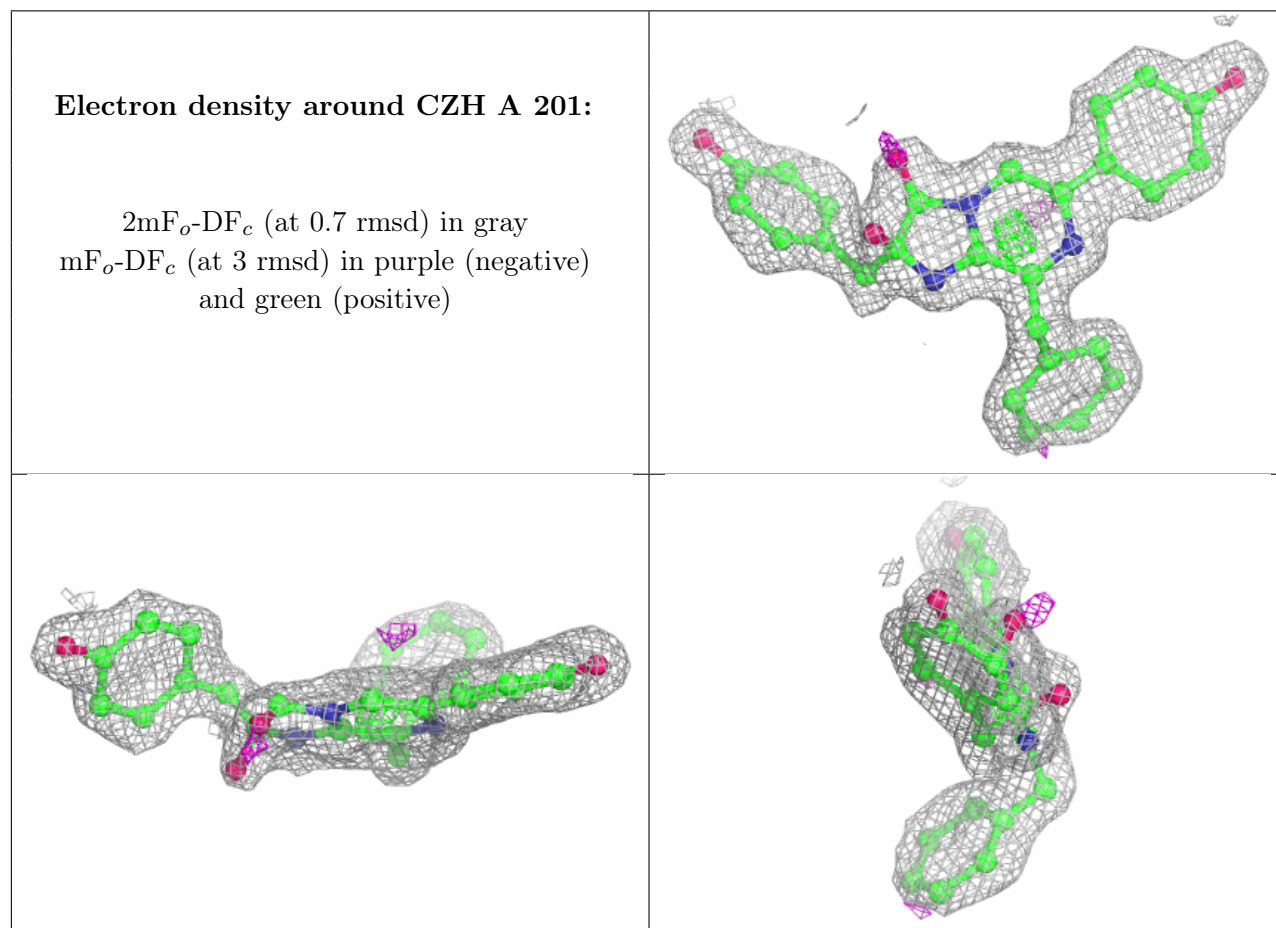 Electron density around CZH A 201:
2mFo-DFc (at 0.7 rmsd) in gray
mFo-DFc (at 3 rmsd) in purple (negative)
and green (positive)